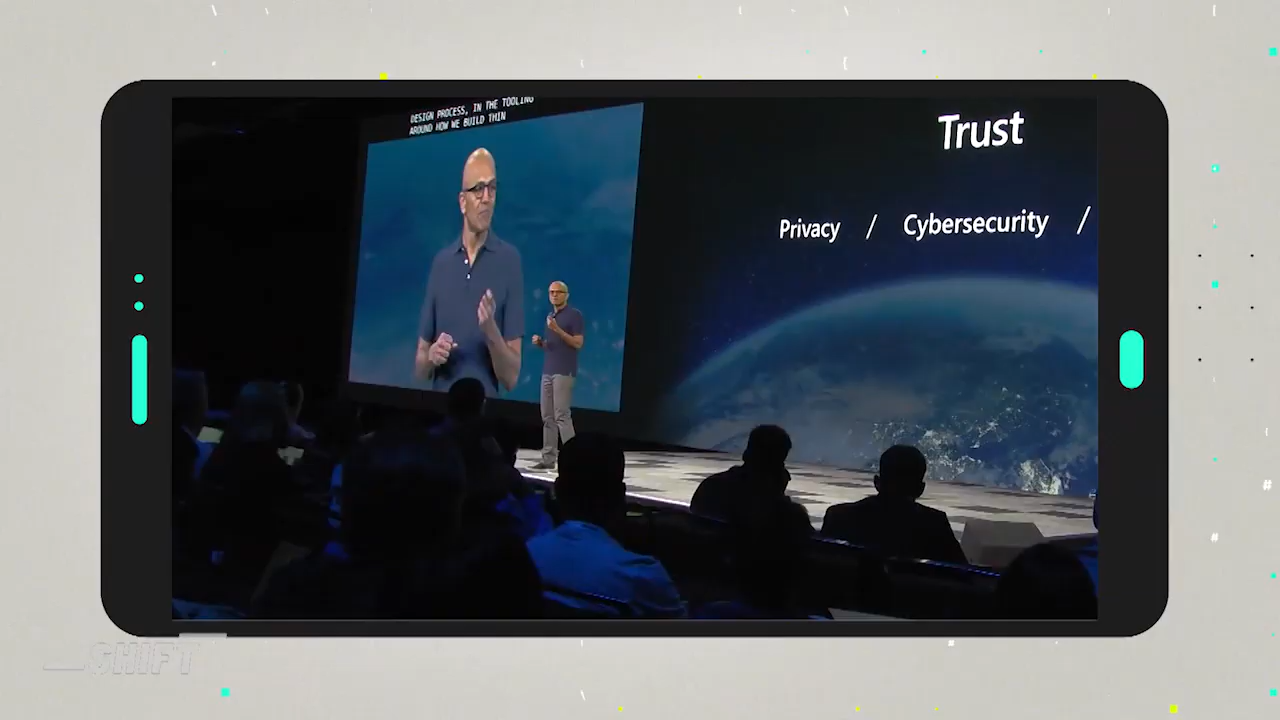 DESIGN PROCESS, IN THE TOOLING
AROUND HOW WE BUILD THIN
Trust
Privacy / Cybersecurity /
SHIFT